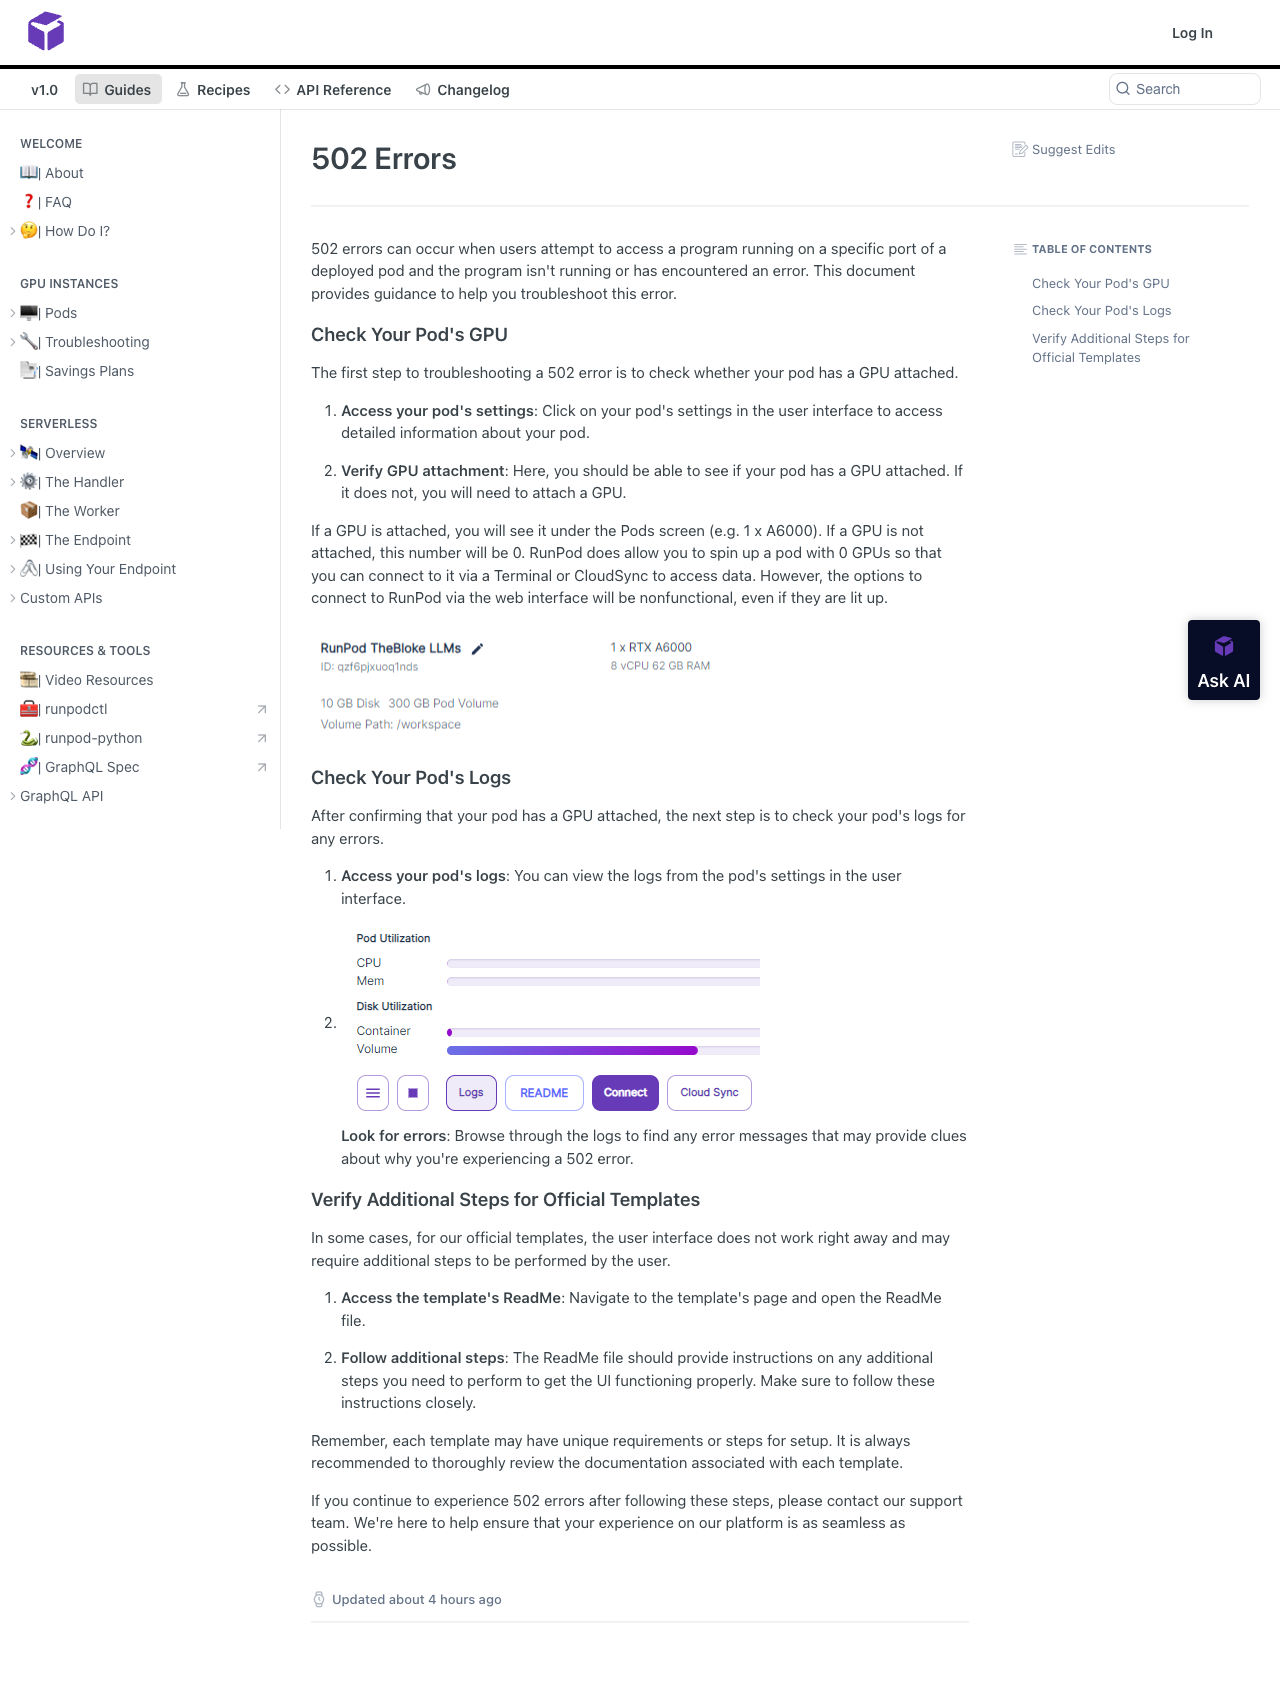 Log In
v1.0
Guides
Recipes
API Reference
Changelog
Search
WELCOME
| About
| FAQ
| How Do I?
GPU INSTANCES
| Pods
| Troubleshooting
| Savings Plans
SERVERLESS
| Overview
| The Handler
| The Worker
| The Endpoint
| Using Your Endpoint
Custom APIs
RESOURCES & TOOLS
| Video Resources
| runpodctl
| runpod-python
| GraphQL Spec
GraphQL API
502 Errors
Suggest Edits
502 errors can occur when users attempt to access a program running on a specific port of a
deployed pod and the program isn't running or has encountered an error. This document
provides guidance to help you troubleshoot this error.
Check Your Pod's GPU
The first step to troubleshooting a 502 error is to check whether your pod has a GPU attached.
1. Access your pod's settings: Click on your pod's settings in the user interface to access
detailed information about your pod.
2. Verify GPU attachment: Here, you should be able to see if your pod has a GPU attached. If
it does not, you will need to attach a GPU.
If a GPU is attached, you will see it under the Pods screen (e.g. 1 x A6000). If a GPU is not
attached, this number will be 0. RunPod does allow you to spin up a pod with 0 GPUs so that
you can connect to it via a Terminal or CloudSync to access data. However, the options to
connect to RunPod via the web interface will be nonfunctional, even if they are lit up.
RunPod TheBloke LLMs
ID: qzf6pjxuoq1nds
1 x RTX A6000
8 vCPU 62 GB RAM
10 GB Disk 300 GB Pod Volume
Volume Path: /workspace
Check Your Pod's Logs
After confirming that your pod has a GPU attached, the next step is to check your pod's logs for
any errors.
1. Access your pod's logs: You can view the logs from the pod's settings in the user
interface.
2.
Pod Utilization
CPU
Mem
Disk Utilization
Container
Volume
Logs
README
Connect
Cloud Sync
Look for errors: Browse through the logs to find any error messages that may provide clues
about why you're experiencing a 502 error.
Verify Additional Steps for Official Templates
In some cases, for our official templates, the user interface does not work right away and may
require additional steps to be performed by the user.
1. Access the template's ReadMe: Navigate to the template's page and open the ReadMe
file.
2. Follow additional steps: The ReadMe file should provide instructions on any additional
steps you need to perform to get the UI functioning properly. Make sure to follow these
instructions closely.
Remember, each template may have unique requirements or steps for setup. It is always
recommended to thoroughly review the documentation associated with each template.
If you continue to experience 502 errors after following these steps, please contact our support
team. We're here to help ensure that your experience on our platform is as seamless as
possible.
Updated about 4 hours ago
TABLE OF CONTENTS
Check Your Pod's GPU
Check Your Pod's Logs
Verify Additional Steps for
Official Templates
Ask AI